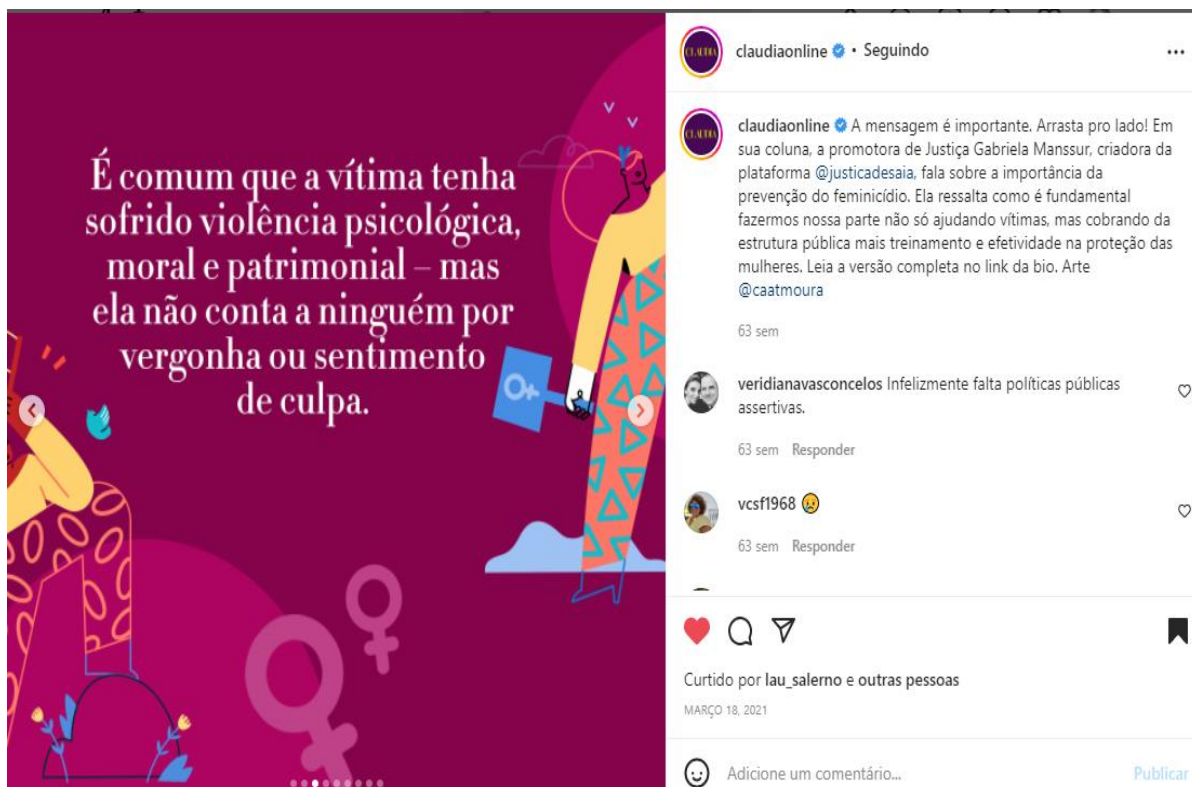 É comum que a vítima tenha
sofrido violência psicológica,
moral e patrimonial – mas
ela não conta a ninguém por
vergonha ou sentimento
de culpa.
CLAUDIA
claudiaonline • Seguindo
CLAUDIA
claudiaonline A mensagem é importante. Arrasta pro lado! Em
sua coluna, a promotora de Justiça Gabriela Manssur, criadora da
plataforma @justicadesaia, fala sobre a importância da
prevenção do feminicídio. Ela ressalta como é fundamental
fazermos nossa parte não só ajudando vítimas, mas cobrando da
estrutura pública mais treinamento e efetividade na proteção das
mulheres. Leia a versão completa no link da bio. Arte
@caatmoura
63 sem
veridianavasconcelos Infelizmente falta políticas públicas
assertivas.
63 sem Responder
vcsf1968 😢
63 sem Responder
Curtido por lau_salerno e outras pessoas
MARÇO 18, 2021
Adicione um comentário... Publicar